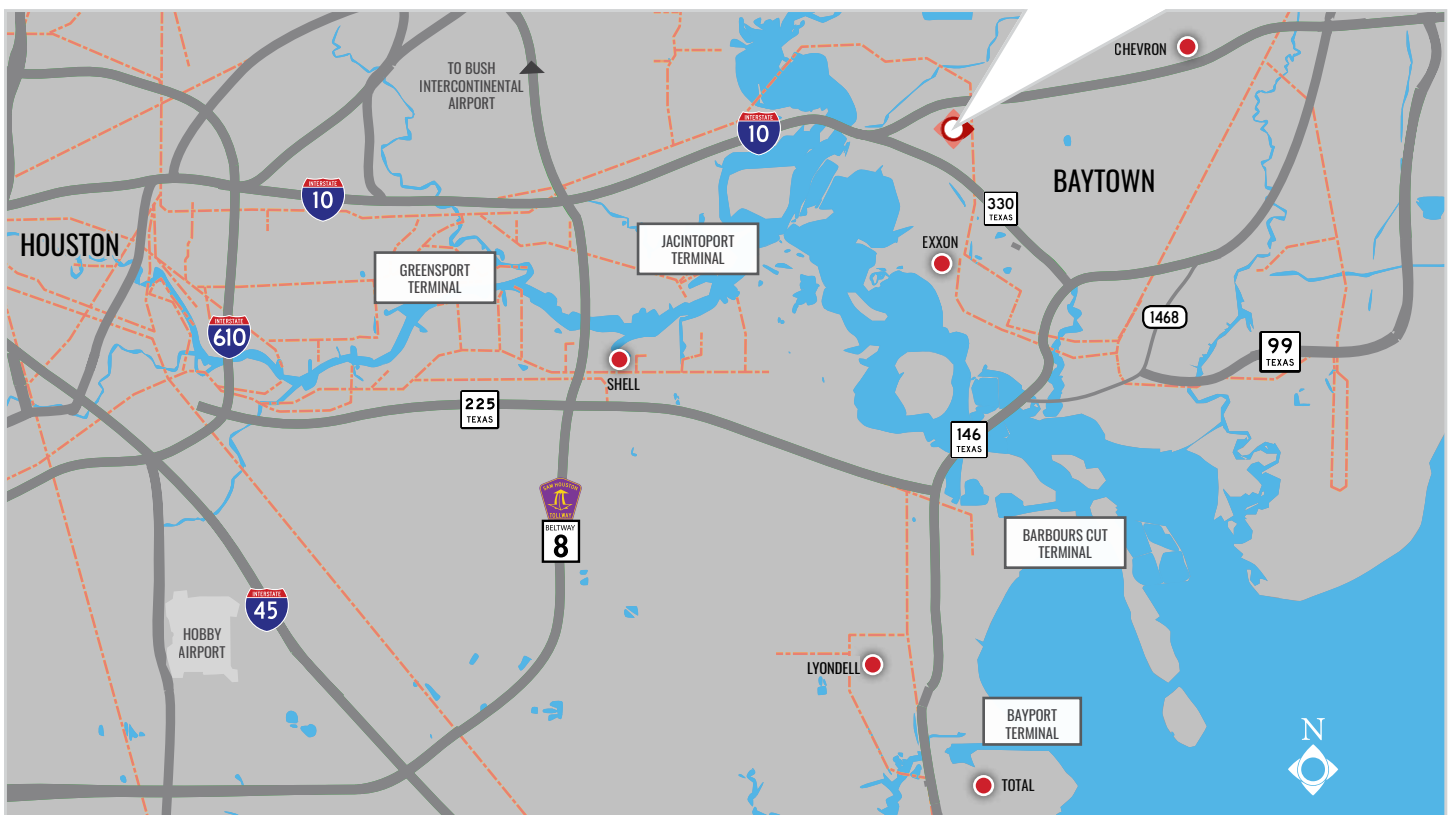 CHEVRON
TO BUSH
INTERCONTINENTAL
AIRPORT
INTERSTATE
10
BAYTOWN
INTERSTATE
10
330
TEXAS
HOUSTON
JACINTOPORT
TERMINAL
EXXON
GREENSPORT
TERMINAL
1468
INTERSTATE
610
99
TEXAS
SHELL
225
TEXAS
146
TEXAS
SAM HOUSTON
TOLLWAY
BELTWAY
8
BARBOURS CUT
TERMINAL
INTERSTATE
45
HOBBY
AIRPORT
LYONDELL
BAYPORT
TERMINAL
N
TOTAL